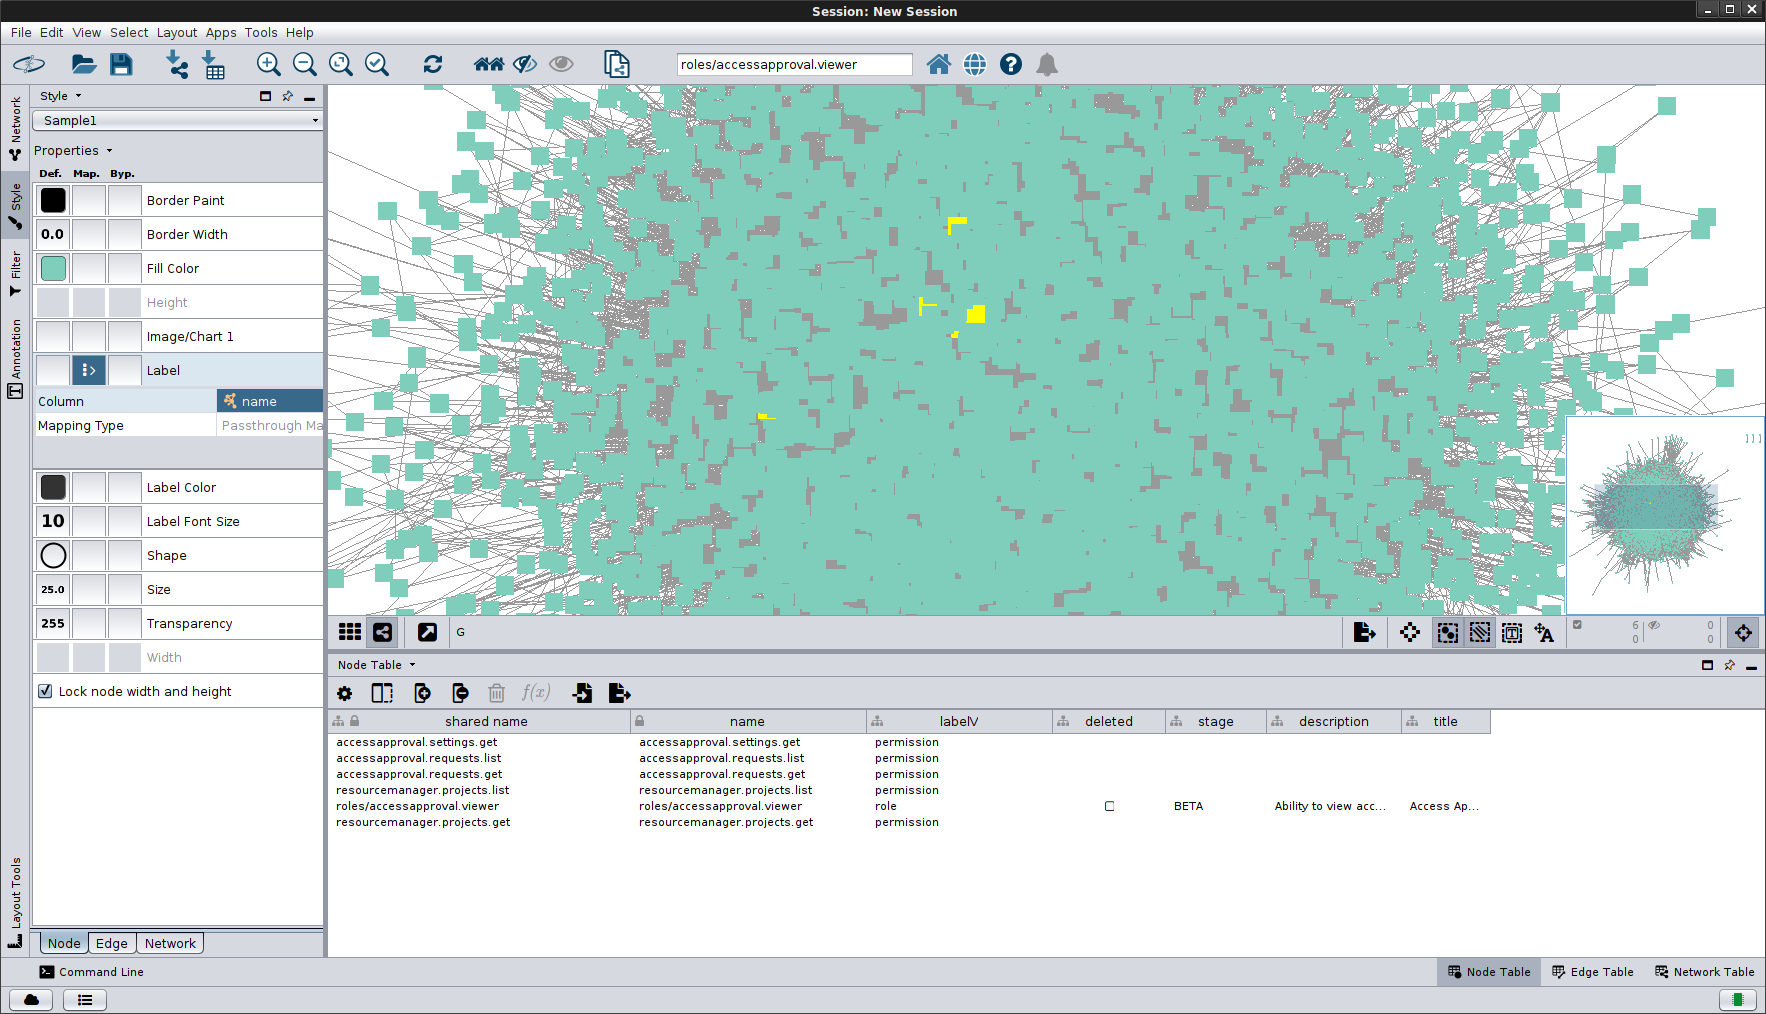 Session: New Session
File Edit View Select Layout Apps Tools Help
roles/accessapproval.viewer
Network
Style
Filter
Annotation
Layout Tools
Style
Sample1
Properties
Def. Map. Byp.
Border Paint
0.0 Border Width
Fill Color
Height
Image/Chart 1
Label
Column name
Mapping Type Passthrough Ma
Label Color
10 Label Font Size
Shape
25.0 Size
255 Transparency
Width
Lock node width and height
Node Edge Network
G
6 0
0 0
Node Table
f(x)
shared name name labelV deleted stage description title
accessapproval.settings.get accessapproval.settings.get permission
accessapproval.requests.list accessapproval.requests.list permission
accessapproval.requests.get accessapproval.requests.get permission
resourcemanager.projects.list resourcemanager.projects.list permission
roles/accessapproval.viewer roles/accessapproval.viewer role BETA Ability to view acc... Access Ap...
resourcemanager.projects.get resourcemanager.projects.get permission
Command Line
Node Table Edge Table Network Table